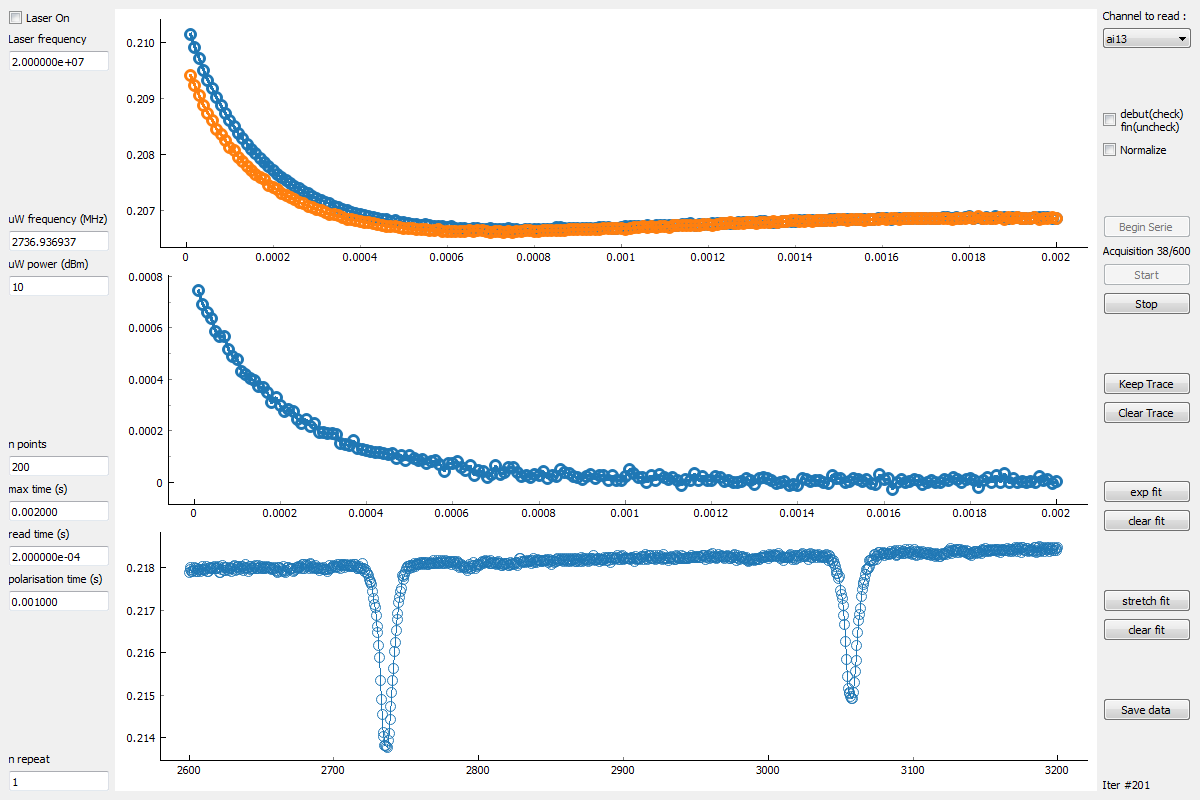 Laser On
Laser frequency
2.000000e+07
uW frequency (MHz)
2736.936937
uW power (dBm)
10
n points
200
max time (s)
0.002000
read time (s)
2.000000e-04
polarisation time (s)
0.001000
n repeat
1
0.210
0.209
0.208
0.207
0 0.0002 0.0004 0.0006 0.0008 0.001 0.0012 0.0014 0.0016 0.0018 0.002
0.0008
0.0006
0.0004
0.0002
0
0 0.0002 0.0004 0.0006 0.0008 0.001 0.0012 0.0014 0.0016 0.0018 0.002
0.218
0.217
0.216
0.215
0.214
2600 2700 2800 2900 3000 3100 3200
Channel to read :
ai13
debut(check)
fin(uncheck)
Normalize
Begin Serie
Acquisition 38/600
Start
Stop
Keep Trace
Clear Trace
exp fit
clear fit
stretch fit
clear fit
Save data
Iter #201